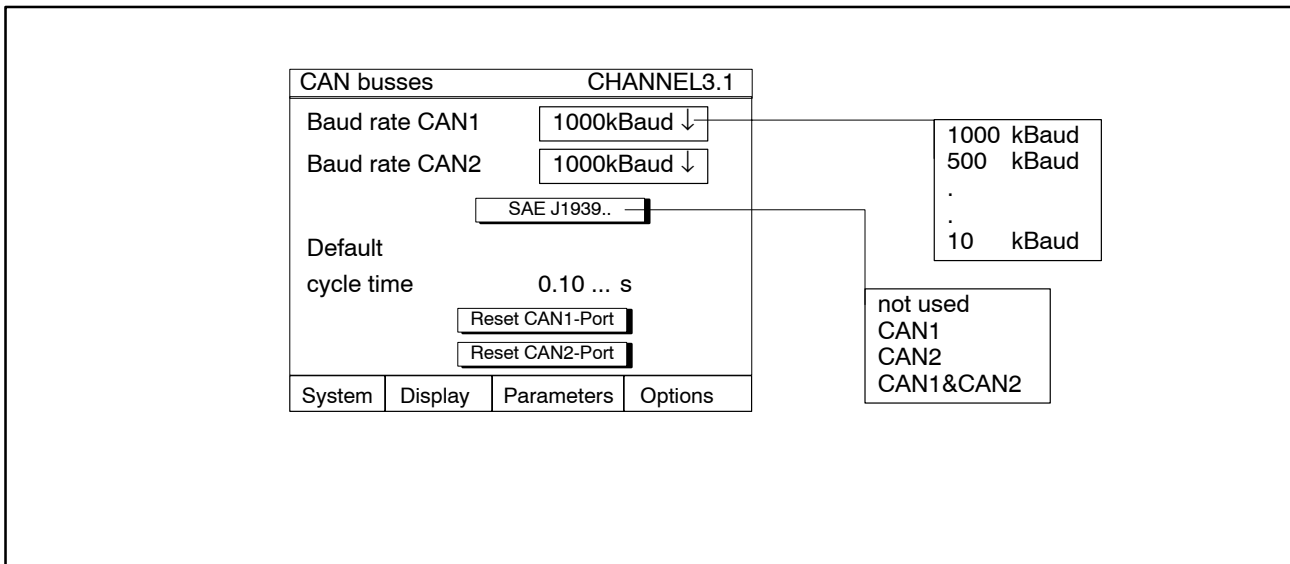 CAN busses CHANNEL3.1
Baud rate CAN1 1000kBaud ↓
Baud rate CAN2 1000kBaud ↓
SAE J1939..
Default
cycle time 0.10 ... s
Reset CAN1-Port
Reset CAN2-Port
System Display Parameters Options
1000 kBaud
500 kBaud
.
.
10 kBaud
not used
CAN1
CAN2
CAN1&CAN2